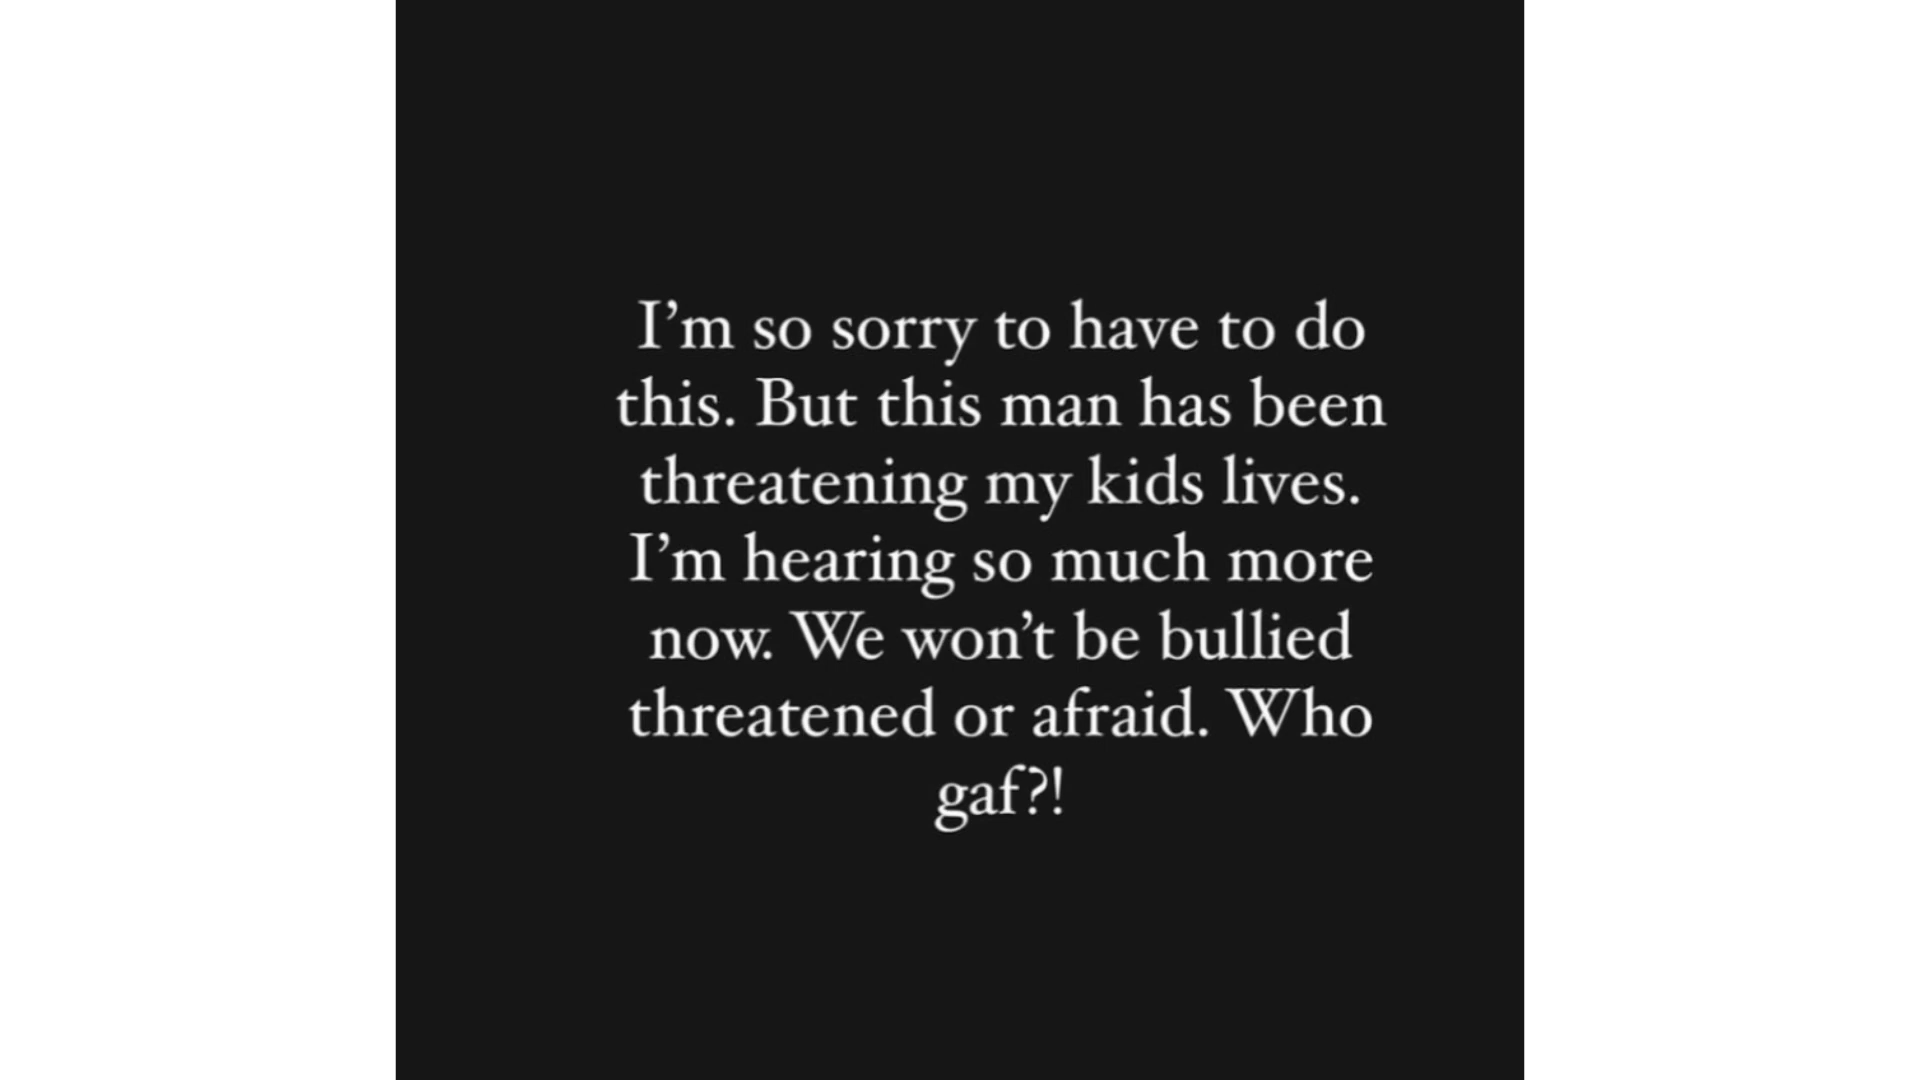 I’m so sorry to have to do
this. But this man has been
threatening my kids lives.
I’m hearing so much more
now. We won’t be bullied
threatened or afraid. Who
gaf?!